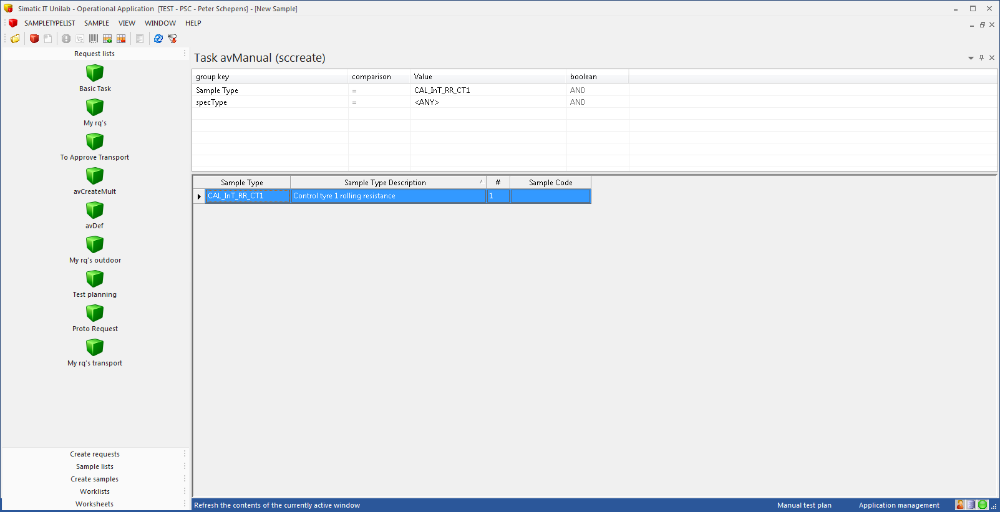 Simatic IT Unilab - Operational Application [TEST - PSC - Peter Schepens] - [New Sample]
SAMPLETYPELIST SAMPLE VIEW WINDOW HELP
Request lists
Basic Task
My rq's
To Approve Transport
avCreateMult
avDef
My rq's outdoor
Test planning
Proto Request
My rq's transport
Create requests
Sample lists
Create samples
Worklists
Worksheets
Task avManual (sccreate)
group key comparison Value boolean
Sample Type = CAL_InT_RR_CT1 AND
specType = <ANY> AND
Sample Type Sample Type Description # Sample Code
CAL_InT_RR_CT1 Control tyre 1 rolling resistance 1
Refresh the contents of the currently active window Manual test plan Application management